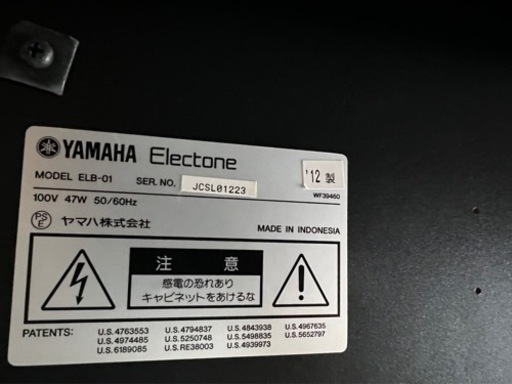 YAMAHA Electone
MODEL ELB-01 SER. NO. JCSL01223 '12 製
100V 47W 50/60Hz WF39460
PSE ヤマハ株式会社 MADE IN INDONESIA
注 意
感電の恐れあり
キャビネットをあけるな
PATENTS: U.S.4763553 U.S.4794837 U.S.4843938 U.S.4967635
U.S.4974485 U.S.5250748 U.S.5498835 U.S.5652797
U.S.6189085 U.S.RE38003 U.S.4939973